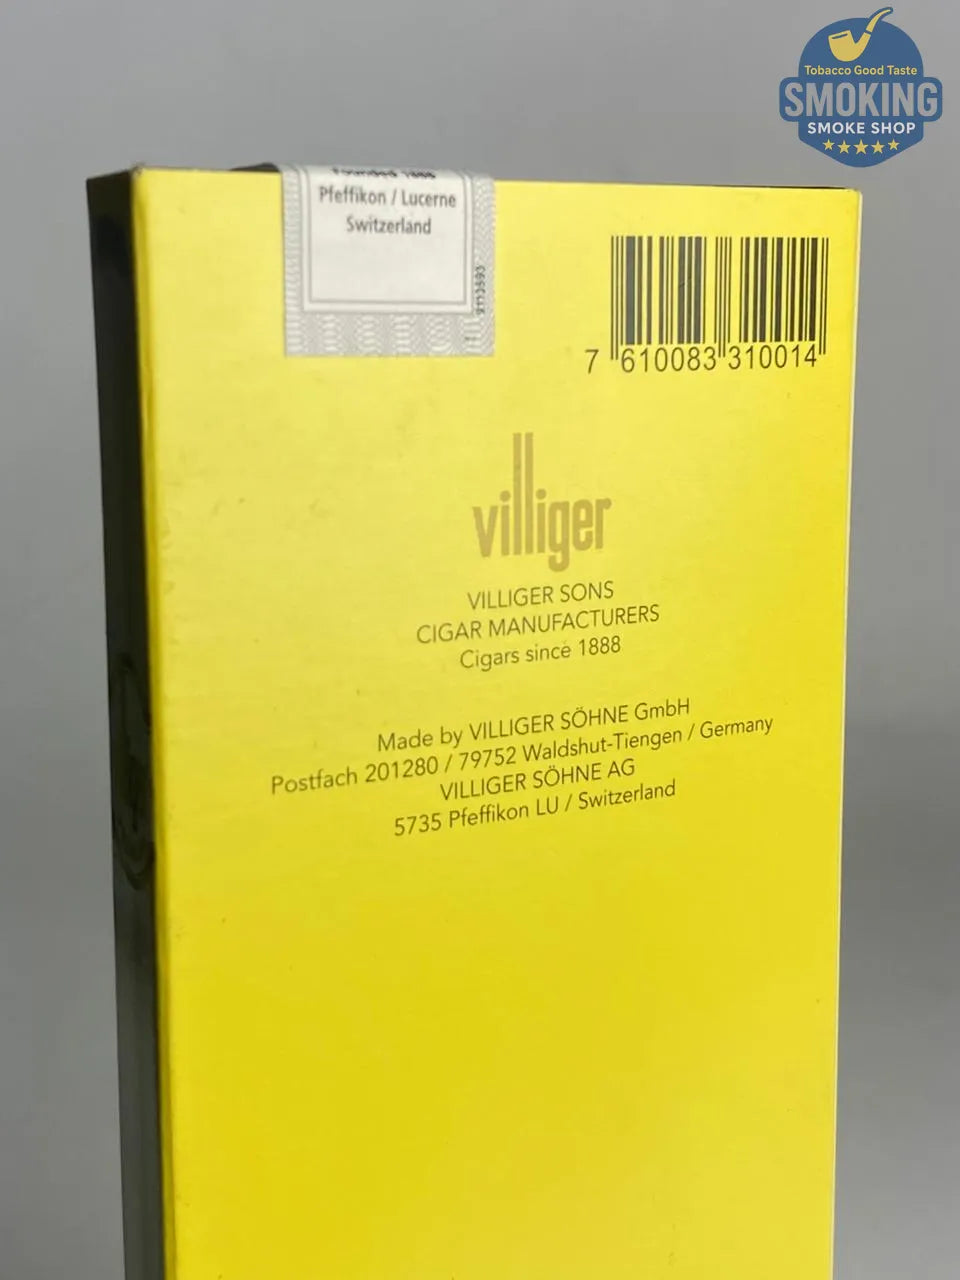 Tobacco Good Taste
SMOKING
SMOKE SHOP
Founded 1888
Pfeffikon / Lucerne
Switzerland
7 610083 310014
villiger
VILLIGER SONS
CIGAR MANUFACTURERS
Cigars since 1888
Made by VILLIGER SÖHNE GmbH
Postfach 201280 / 79752 Waldshut-Tiengen / Germany
VILLIGER SÖHNE AG
5735 Pfeffikon LU / Switzerland